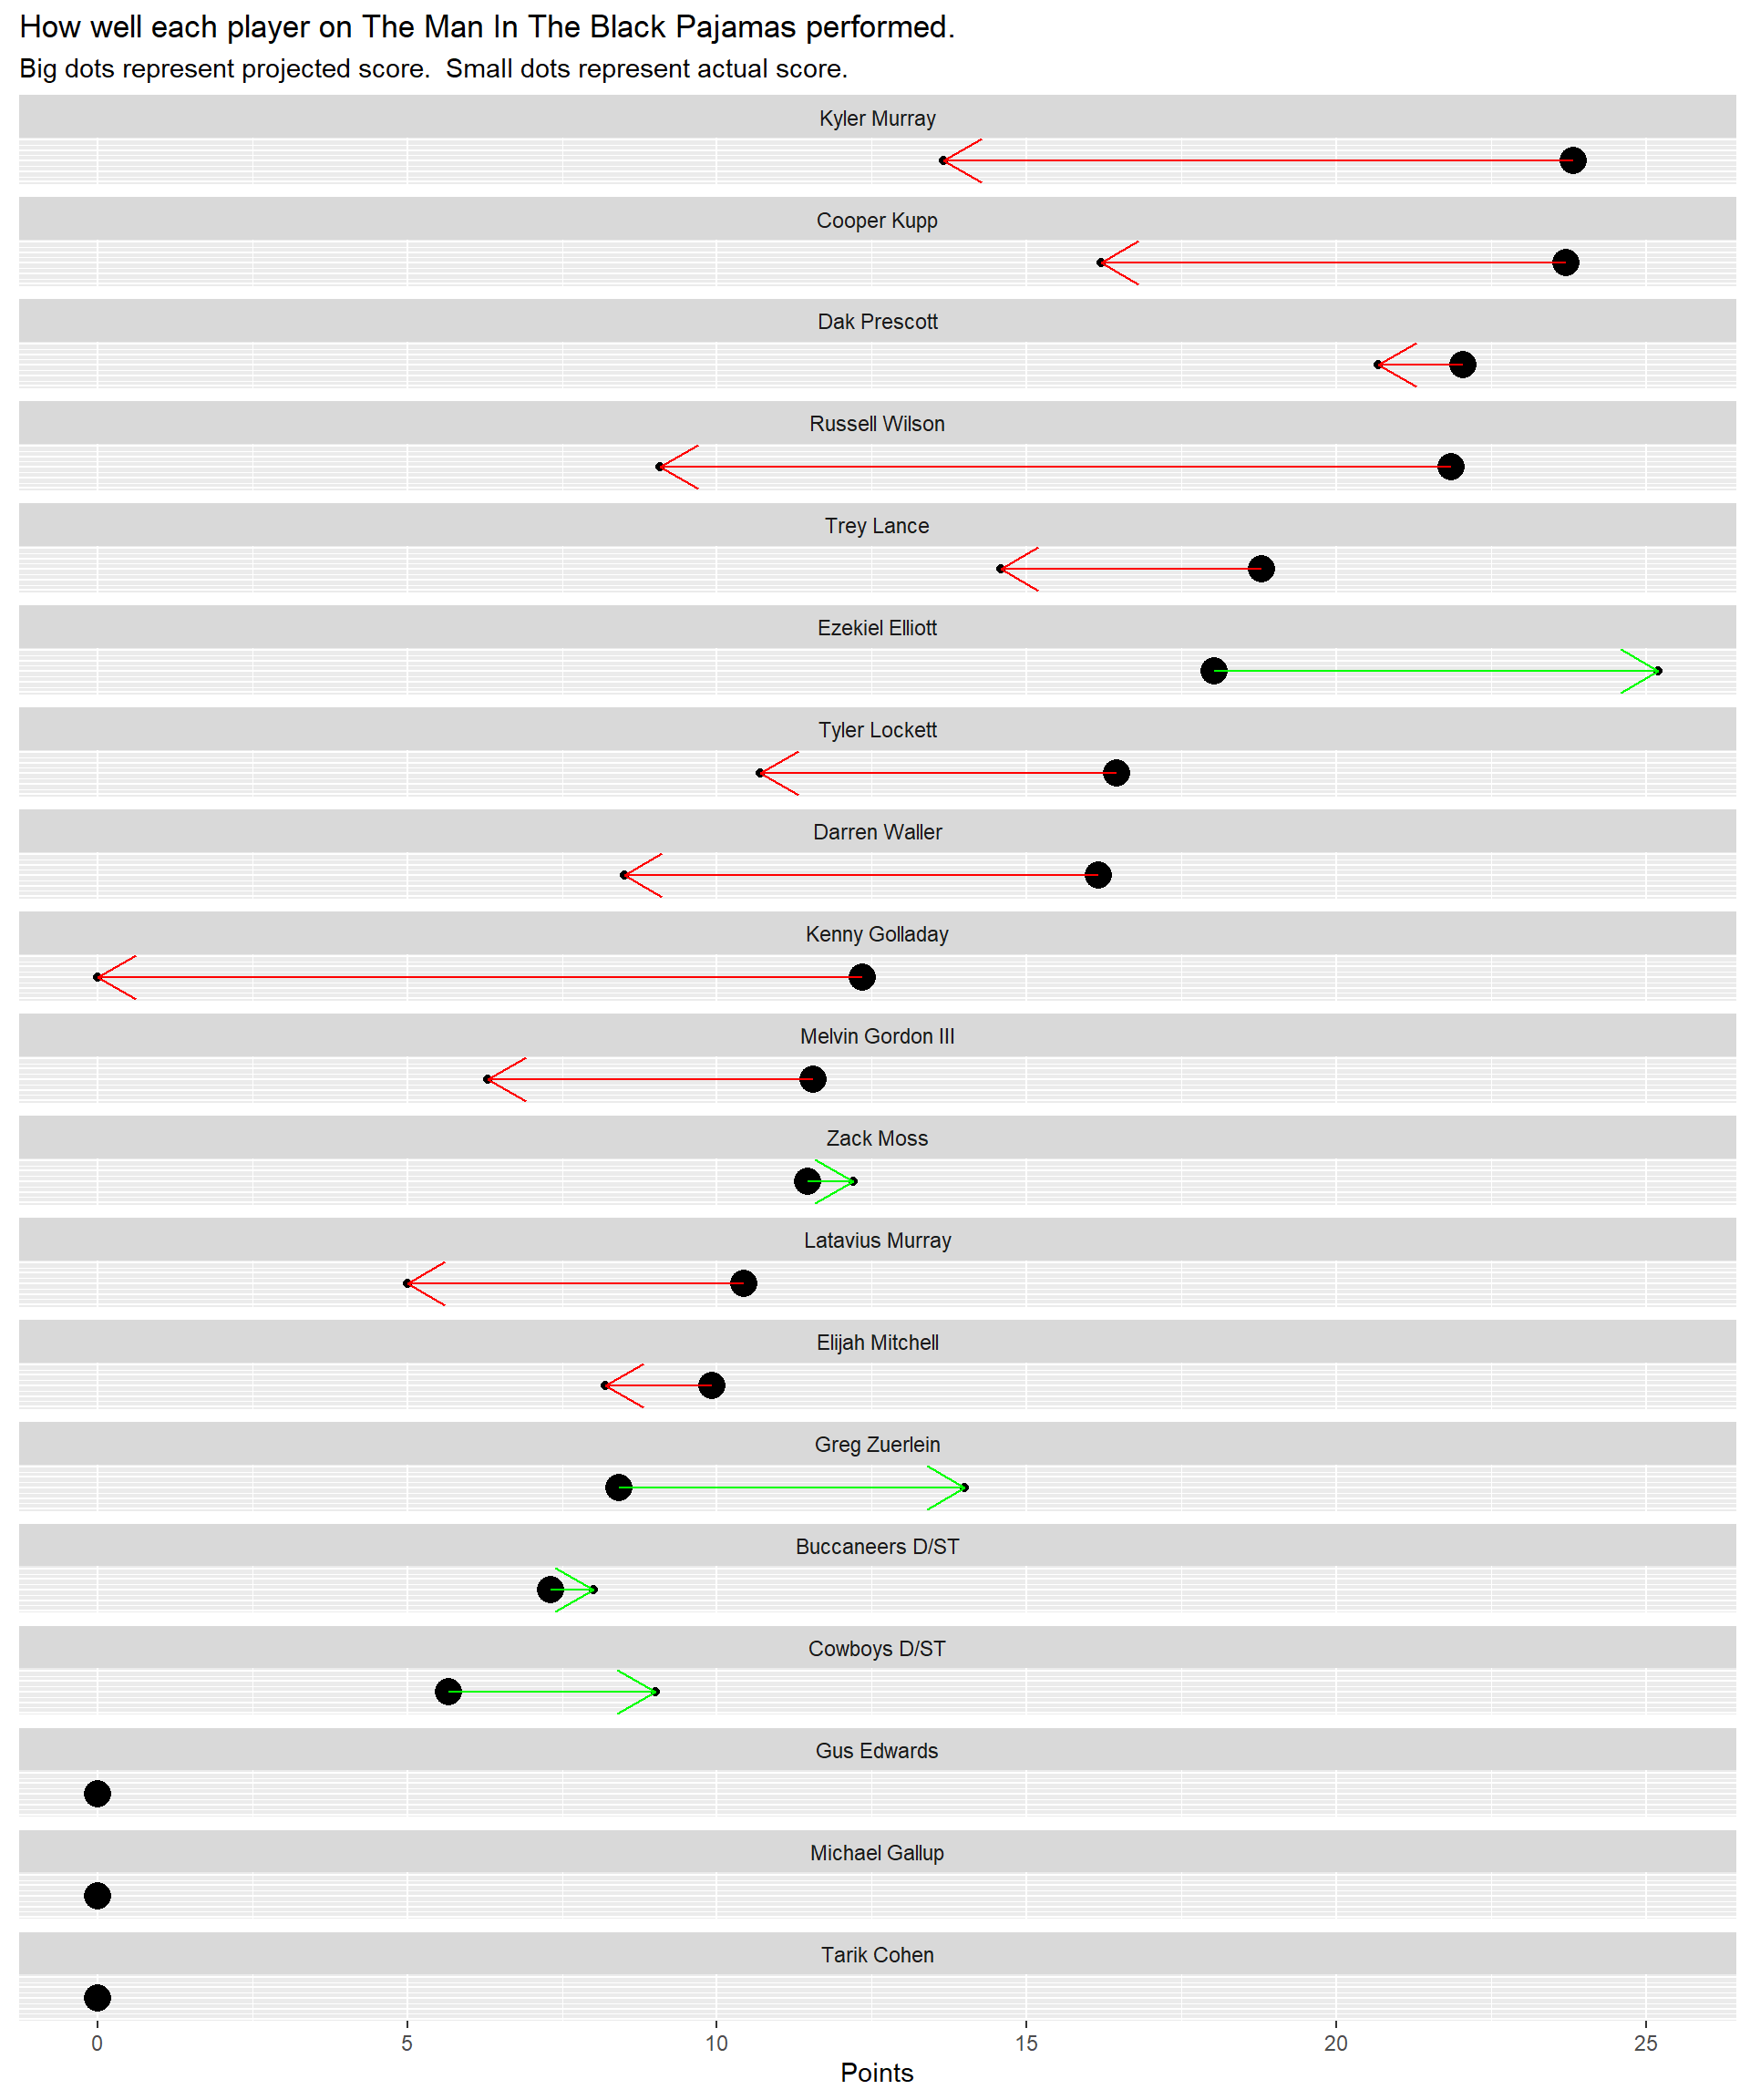 How well each player on The Man In The Black Pajamas performed.
Big dots represent projected score.  Small dots represent actual score.
Kyler Murray
Cooper Kupp
Dak Prescott
Russell Wilson
Trey Lance
Ezekiel Elliott
Tyler Lockett
Darren Waller
Kenny Golladay
Melvin Gordon III
Zack Moss
Latavius Murray
Elijah Mitchell
Greg Zuerlein
Buccaneers D/ST
Cowboys D/ST
Gus Edwards
Michael Gallup
Tarik Cohen
0 5 10 15 20 25
Points